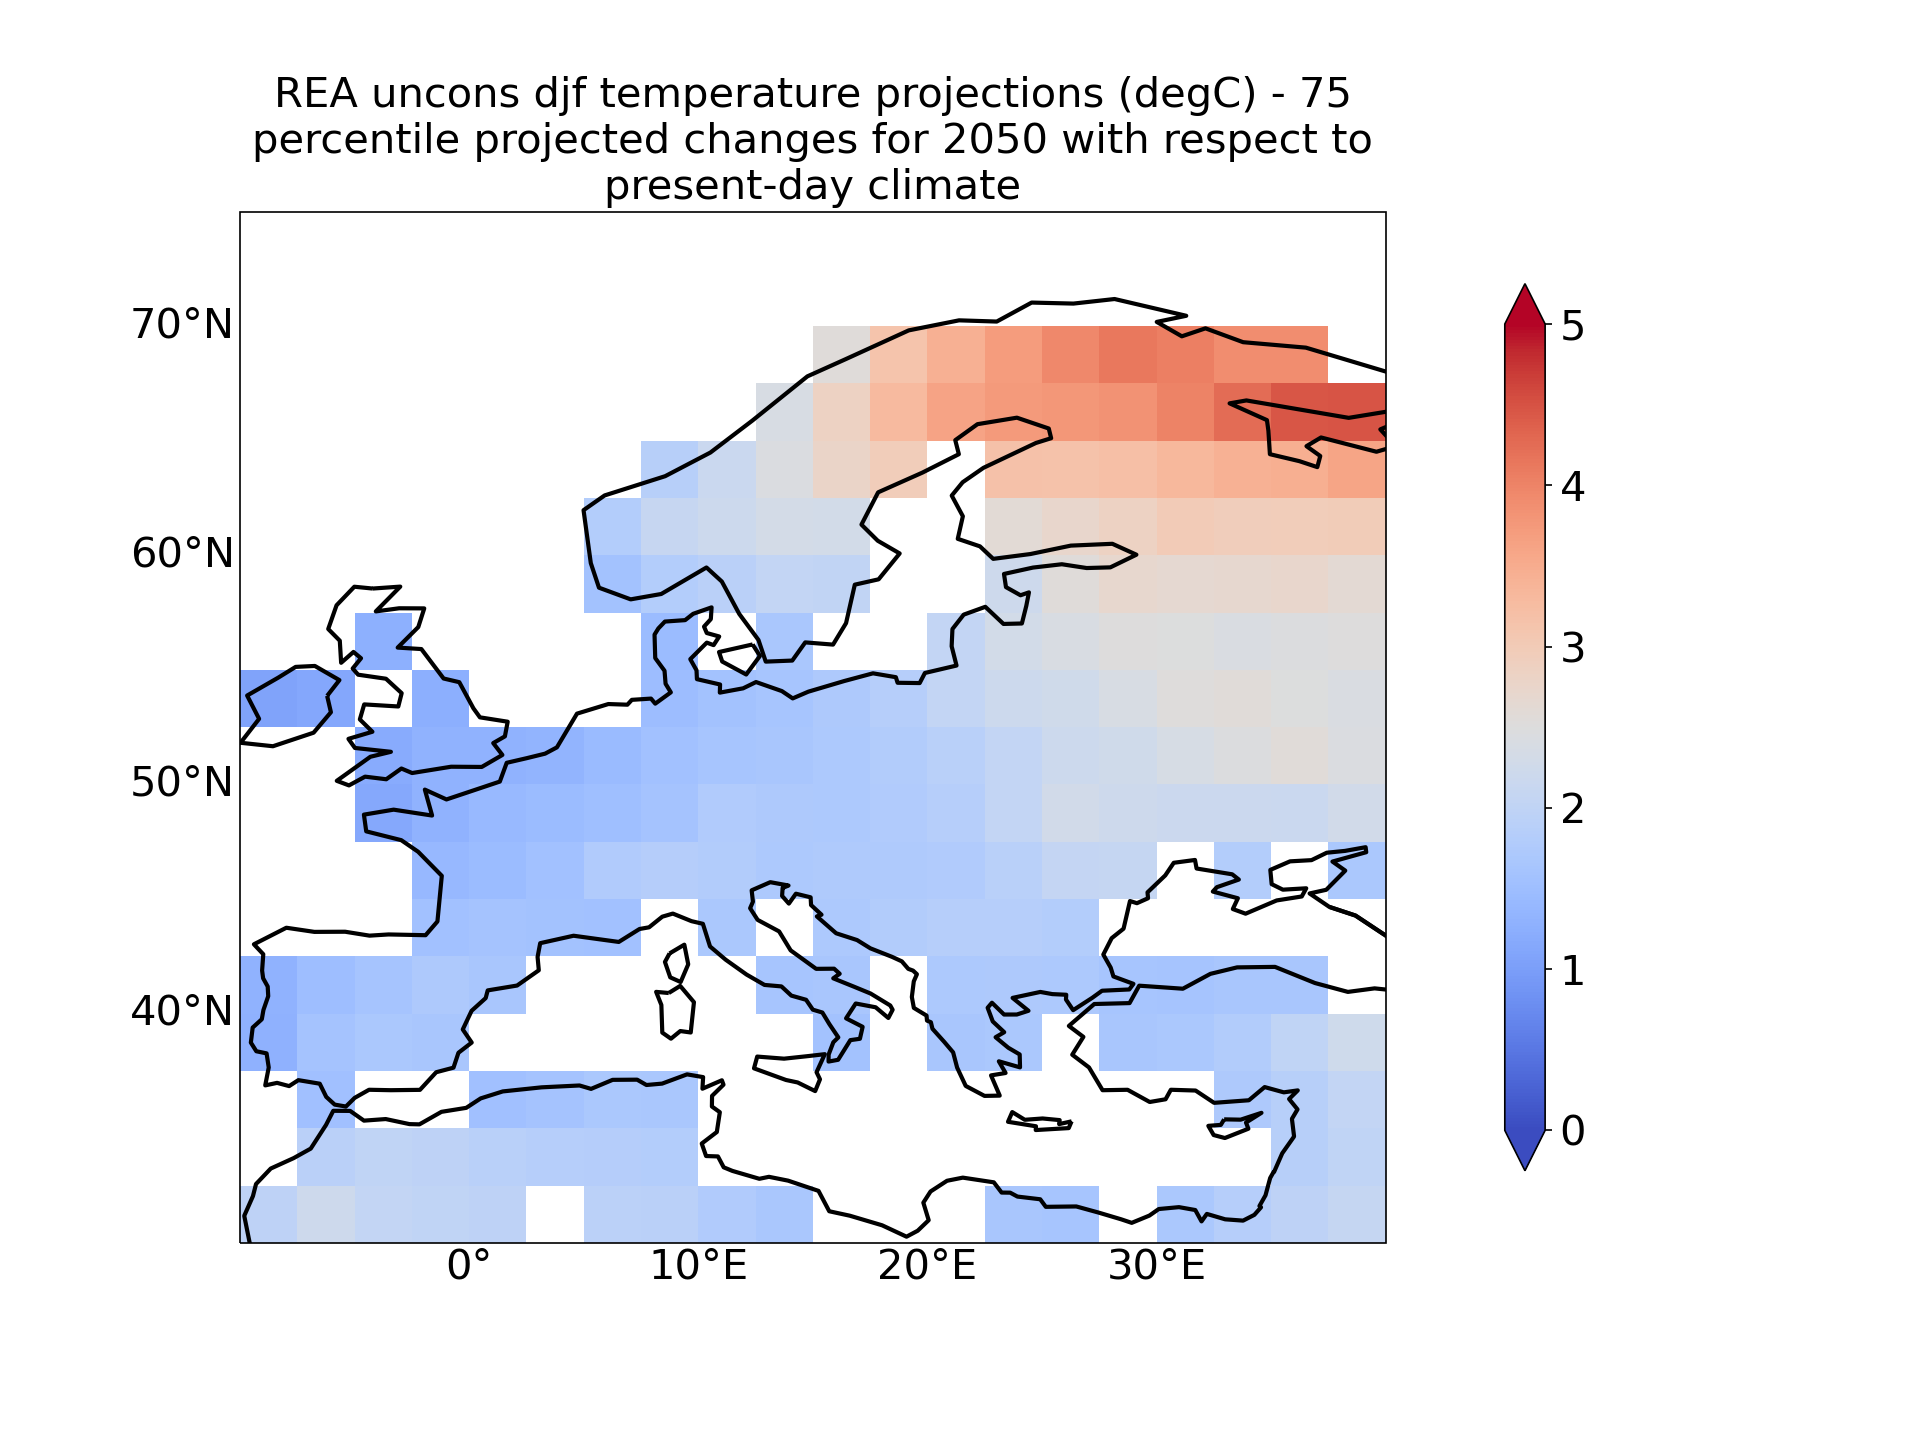 REA uncons djf temperature projections (degC) - 75
percentile projected changes for 2050 with respect to
present-day climate
70°N
60°N
50°N
40°N
0°
10°E
20°E
30°E
5
4
3
2
1
0